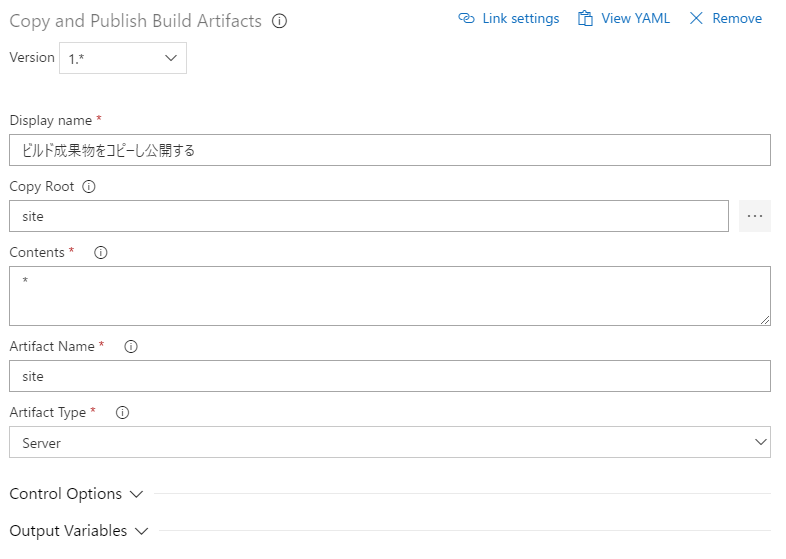 Copy and Publish Build Artifacts
Link settings View YAML Remove
Version 1.*
Display name *
ビルド成果物をコピーし公開する
Copy Root
site
...
Contents *
*
Artifact Name *
site
Artifact Type *
Server
Control Options
Output Variables